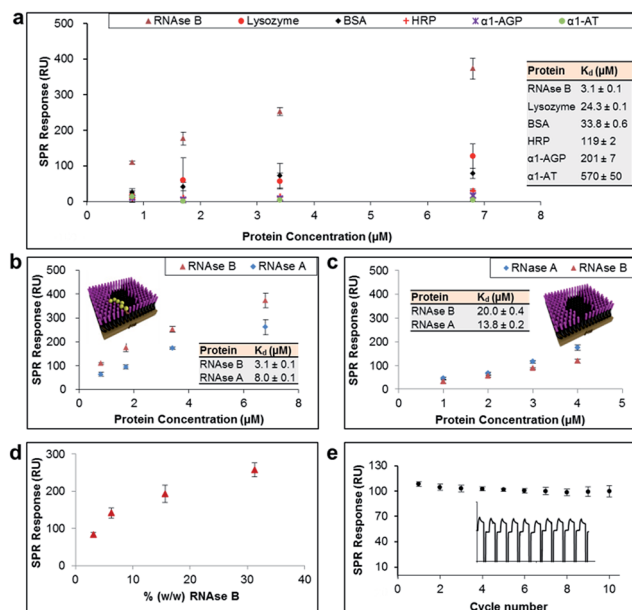 a
RNAse B Lysozyme BSA HRP α1-AGP α1-AT
500
400
300
200
100
0
SPR Response (RU)
0 1 2 3 4 5 6 7 8
Protein Concentration (µM)
Protein Kd (µM)
RNAse B 3.1 ± 0.1
Lysozyme 24.3 ± 0.1
BSA 33.8 ± 0.6
HRP 119 ± 2
α1-AGP 201 ± 7
α1-AT 570 ± 50
b
RNAse B RNAse A
500
400
300
200
100
0
SPR Response (RU)
Protein Kd (µM)
RNAse B 3.1 ± 0.1
RNAse A 8.0 ± 0.1
0 2 4 6 8
Protein Concentration (µM)
c
RNAse A RNAse B
500
400
300
200
100
0
SPR Response (RU)
Protein Kd (µM)
RNAse B 20.0 ± 0.4
RNAse A 13.8 ± 0.2
0 1 2 3 4 5
Protein Concentration (µM)
d
300
200
100
0
SPR Response (RU)
0 10 20 30 40
% (w/w) RNAse B
e
130
100
70
40
10
SPR Response (RU)
0 2 4 6 8 10
Cycle number